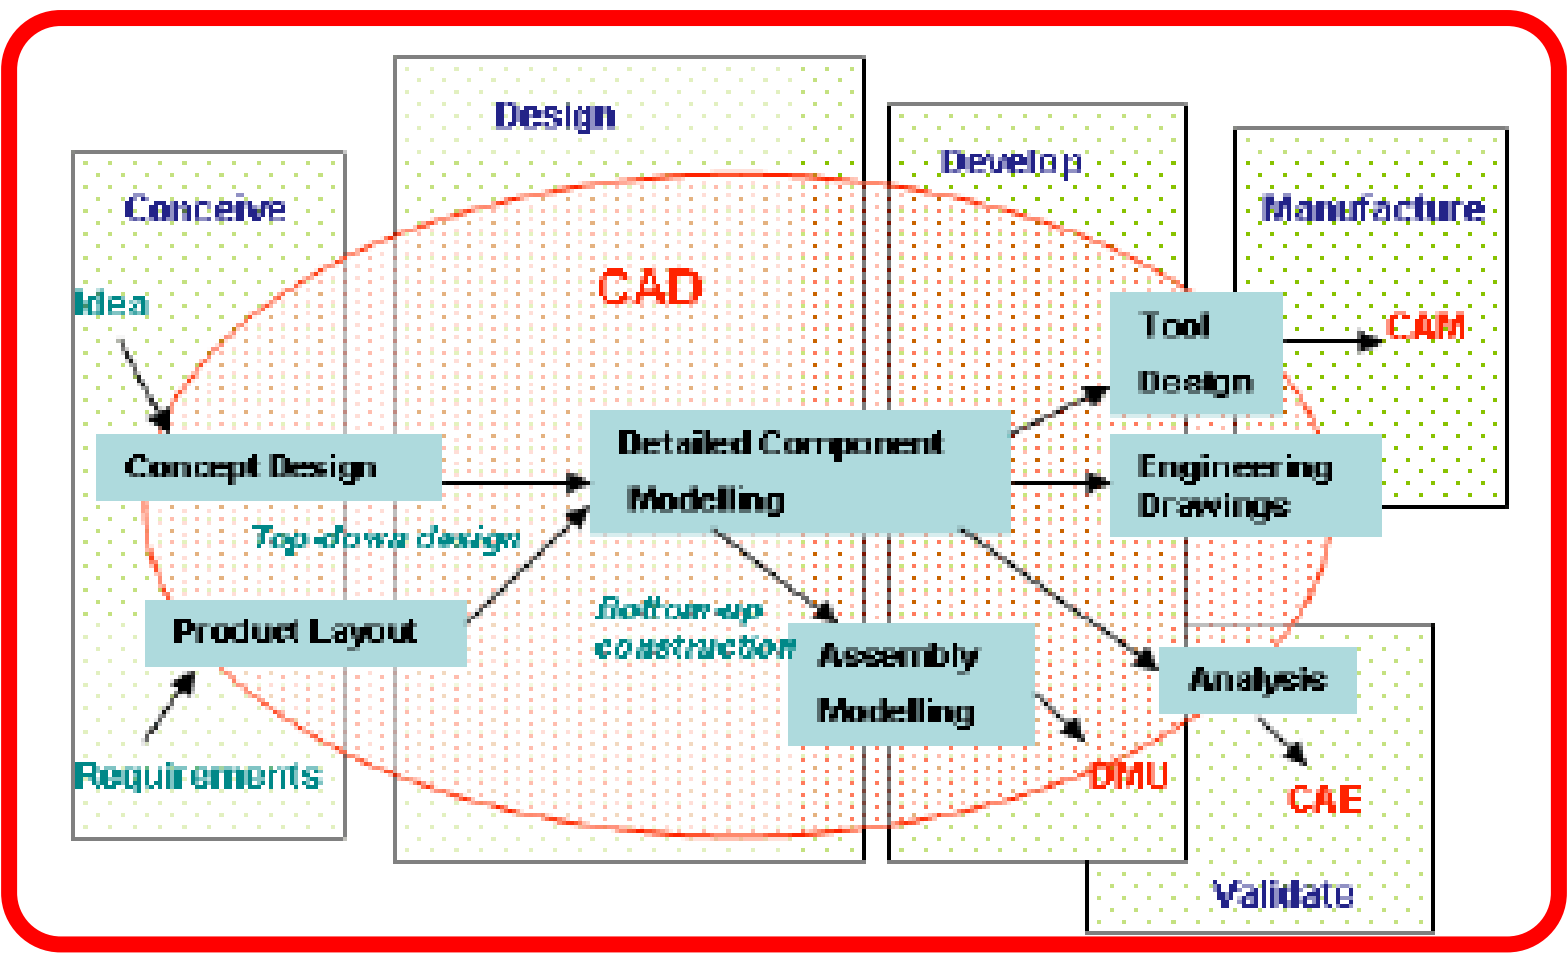 Design
Develop
Conceive
Manufacture
CAD
Idea
Tool
Design
CAM
Concept Design
Detailed Component
Modelling
Engineering
Drawings
Top-down design
Product Layout
Bottom-up
construction
Assembly
Modelling
Analysis
Requirements
DMU
CAE
Validate